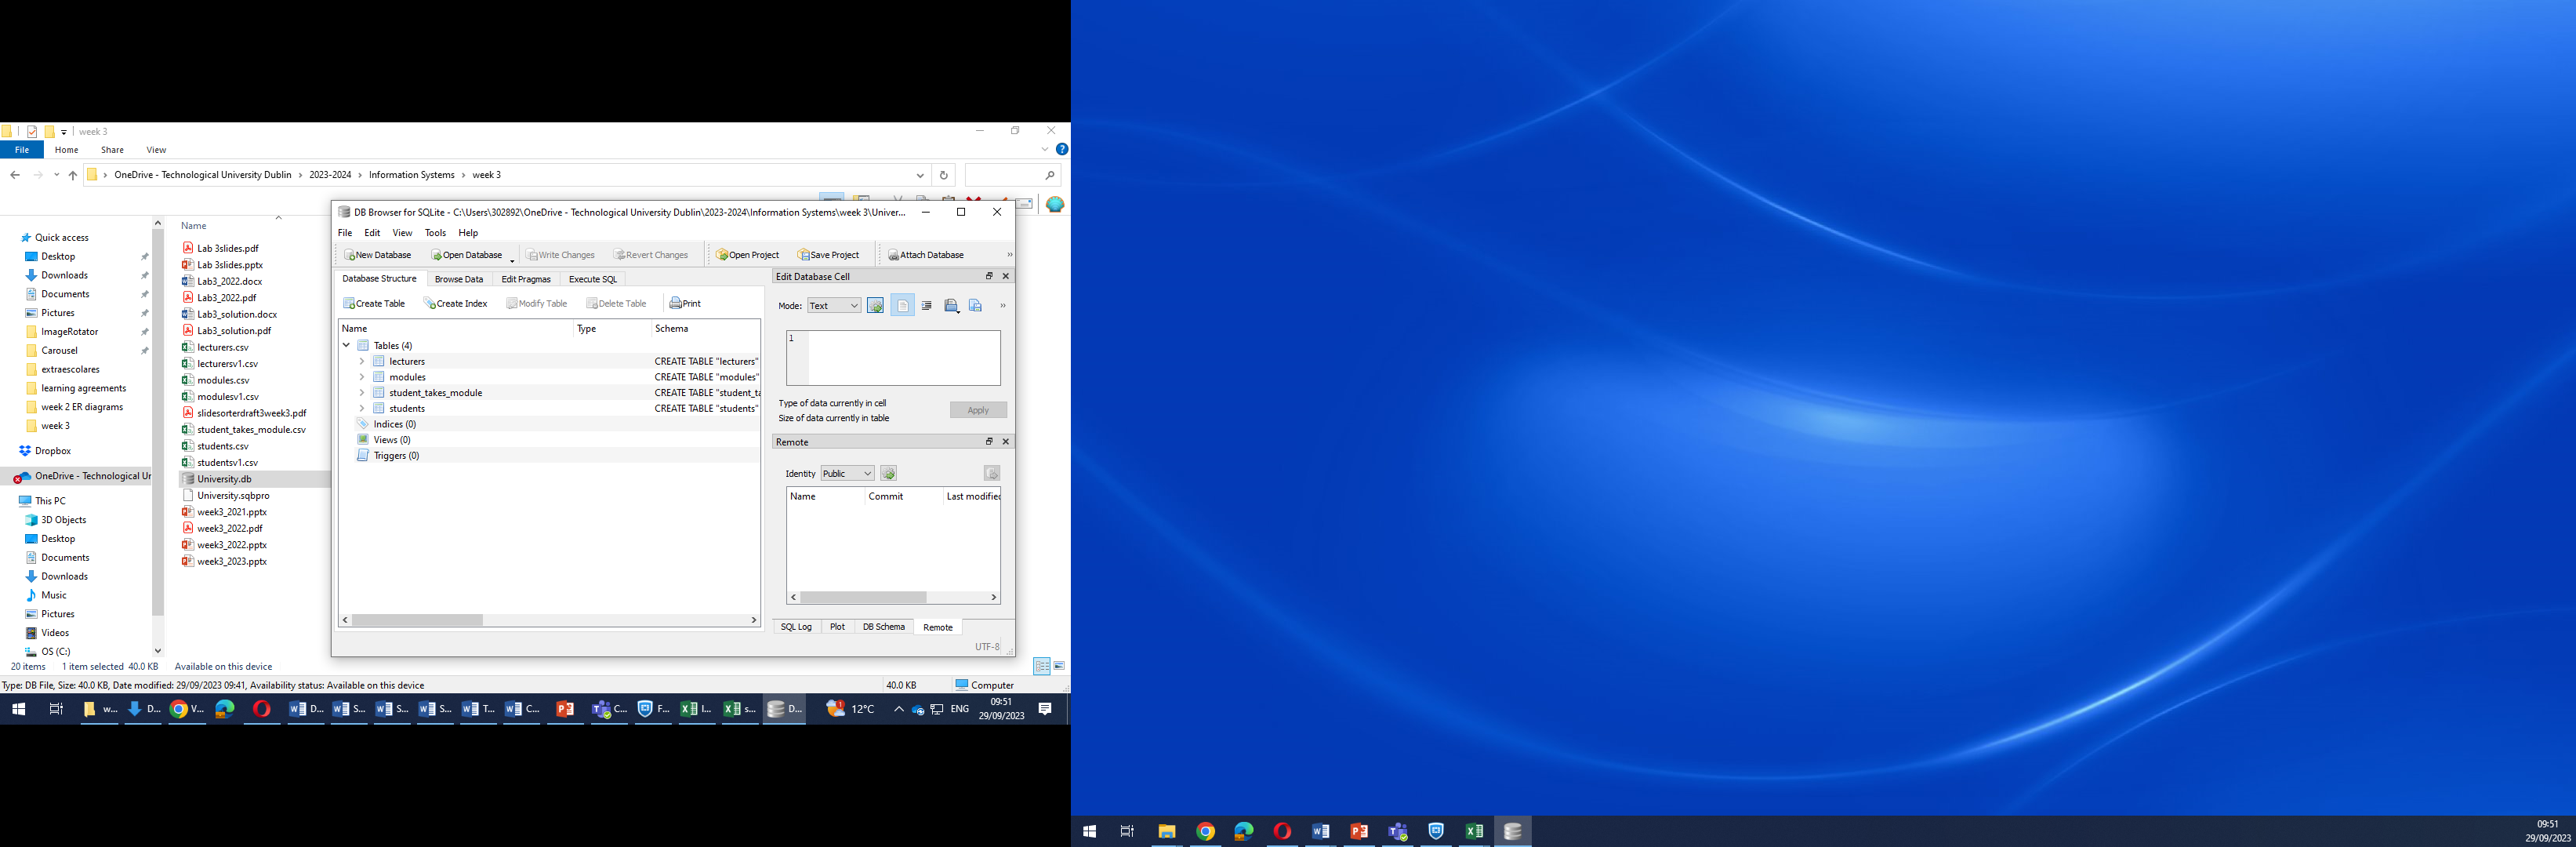 week 3
File Home Share View
OneDrive - Technological University Dublin › 2023-2024 › Information Systems › week 3
Quick access
Desktop
Downloads
Documents
Pictures
ImageRotator
Carousel
extraescolares
learning agreements
week 2 ER diagrams
week 3
Dropbox
OneDrive - Technological Ur
This PC
3D Objects
Desktop
Documents
Downloads
Music
Pictures
Videos
OS (C:)
Name
Lab 3slides.pdf
Lab 3slides.pptx
Lab3_2022.docx
Lab3_2022.pdf
Lab3_solution.docx
Lab3_solution.pdf
lecturers.csv
lecturersv1.csv
modules.csv
modulesv1.csv
slidesorterdraft3week3.pdf
student_takes_module.csv
students.csv
studentsv1.csv
University.db
University.sqbpro
week3_2021.pptx
week3_2022.pdf
week3_2022.pptx
week3_2023.pptx
DB Browser for SQLite - C:\Users\302892\OneDrive - Technological University Dublin\2023-2024\Information Systems\week 3\Univer...
File Edit View Tools Help
New Database Open Database Write Changes Revert Changes Open Project Save Project Attach Database »
Database Structure Browse Data Edit Pragmas Execute SQL
Create Table Create Index Modify Table Delete Table Print
Name Type Schema
Tables (4)
lecturers CREATE TABLE "lecturers"
modules CREATE TABLE "modules"
student_takes_module CREATE TABLE "student_ta
students CREATE TABLE "students"
Indices (0)
Views (0)
Triggers (0)
Edit Database Cell
Mode: Text »
1
Type of data currently in cell
Size of data currently in table
Apply
Remote
Identity Public
Name Commit Last modified
SQL Log Plot DB Schema Remote
UTF-8
20 items 1 item selected 40.0 KB Available on this device
Type: DB File, Size: 40.0 KB, Date modified: 29/09/2023 09:41, Availability status: Available on this device 40.0 KB Computer
w... D... V... D... S... S... S... T... C... C... F... I... s... D... 12°C ENG 09:51
29/09/2023
09:51
29/09/2023